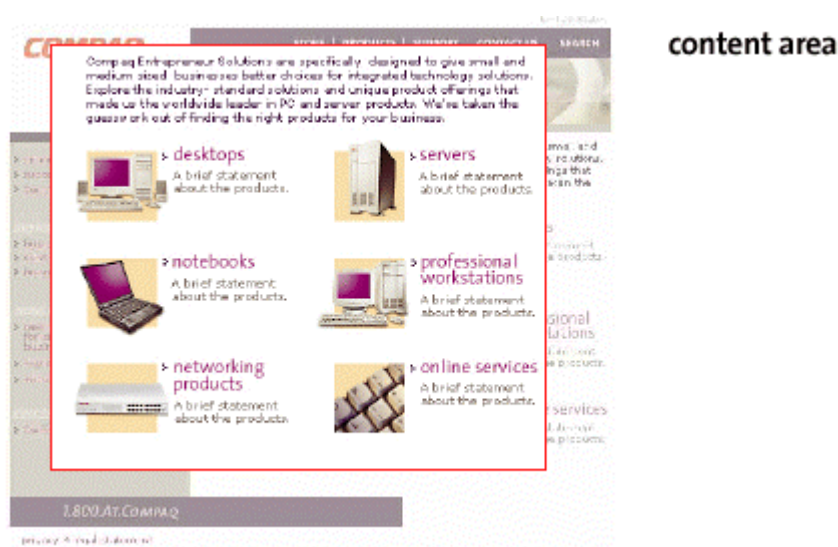 COMPAQ
STORE | PRODUCTS | SUPPORT CONTACT US SEARCH
content area
Compaq Entrepreneur Solutions are specifically designed to give small and
medium sized businesses better choices for integrated technology solutions.
Explore the industry- standard solutions and unique product offerings that
made us the worldwide leader in PC and server products. We've taken the
guesswork out of finding the right products for your business.
desktops
A brief statement
about the products.
servers
A brief statement
about the products.
notebooks
A brief statement
about the products.
professional
workstations
A brief statement
about the products.
networking
products
A brief statement
about the products.
online services
A brief statement
about the products.
services
1.800.AT.COMPAQ
privacy & legal statement